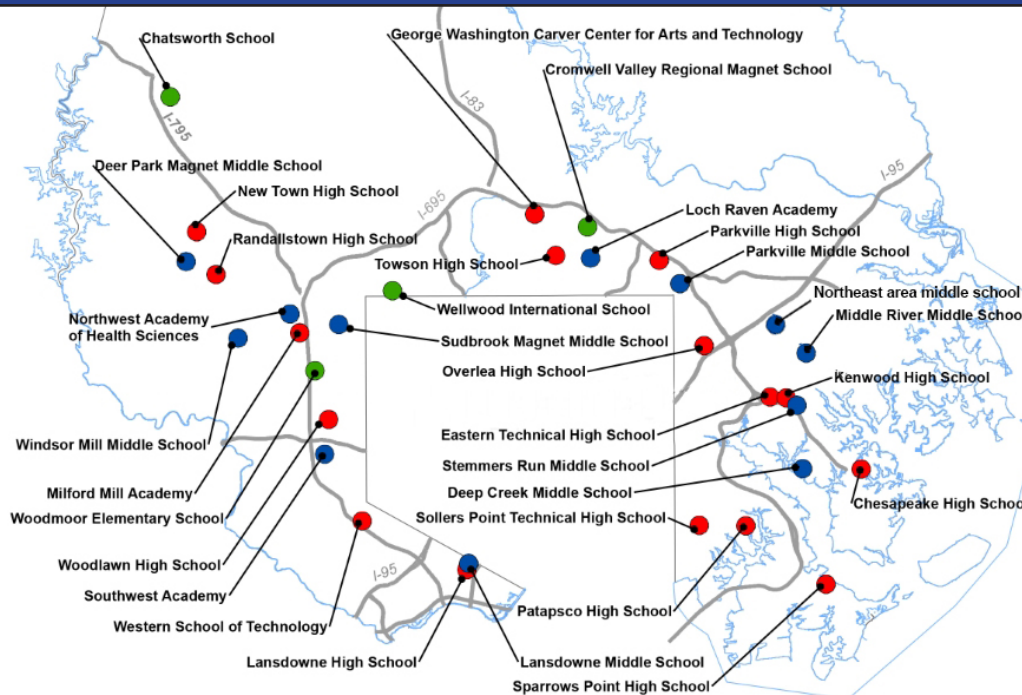 Chatsworth School
George Washington Carver Center for Arts and Technology
Cromwell Valley Regional Magnet School
I-83
I-795
Deer Park Magnet Middle School
I-95
New Town High School
I-695
Loch Raven Academy
Randallstown High School
Parkville High School
Parkville Middle School
Towson High School
Northeast area middle school
Wellwood International School
Northwest Academy
of Health Sciences
Middle River Middle Schoo
Sudbrook Magnet Middle School
Overlea High School
Kenwood High School
Eastern Technical High School
Windsor Mill Middle School
Stemmers Run Middle School
Milford Mill Academy
Deep Creek Middle School
Chesapeake High Schoo
Woodmoor Elementary School
Sollers Point Technical High School
Woodlawn High School
I-95
Southwest Academy
Patapsco High School
Western School of Technology
Lansdowne High School
Lansdowne Middle School
Sparrows Point High School